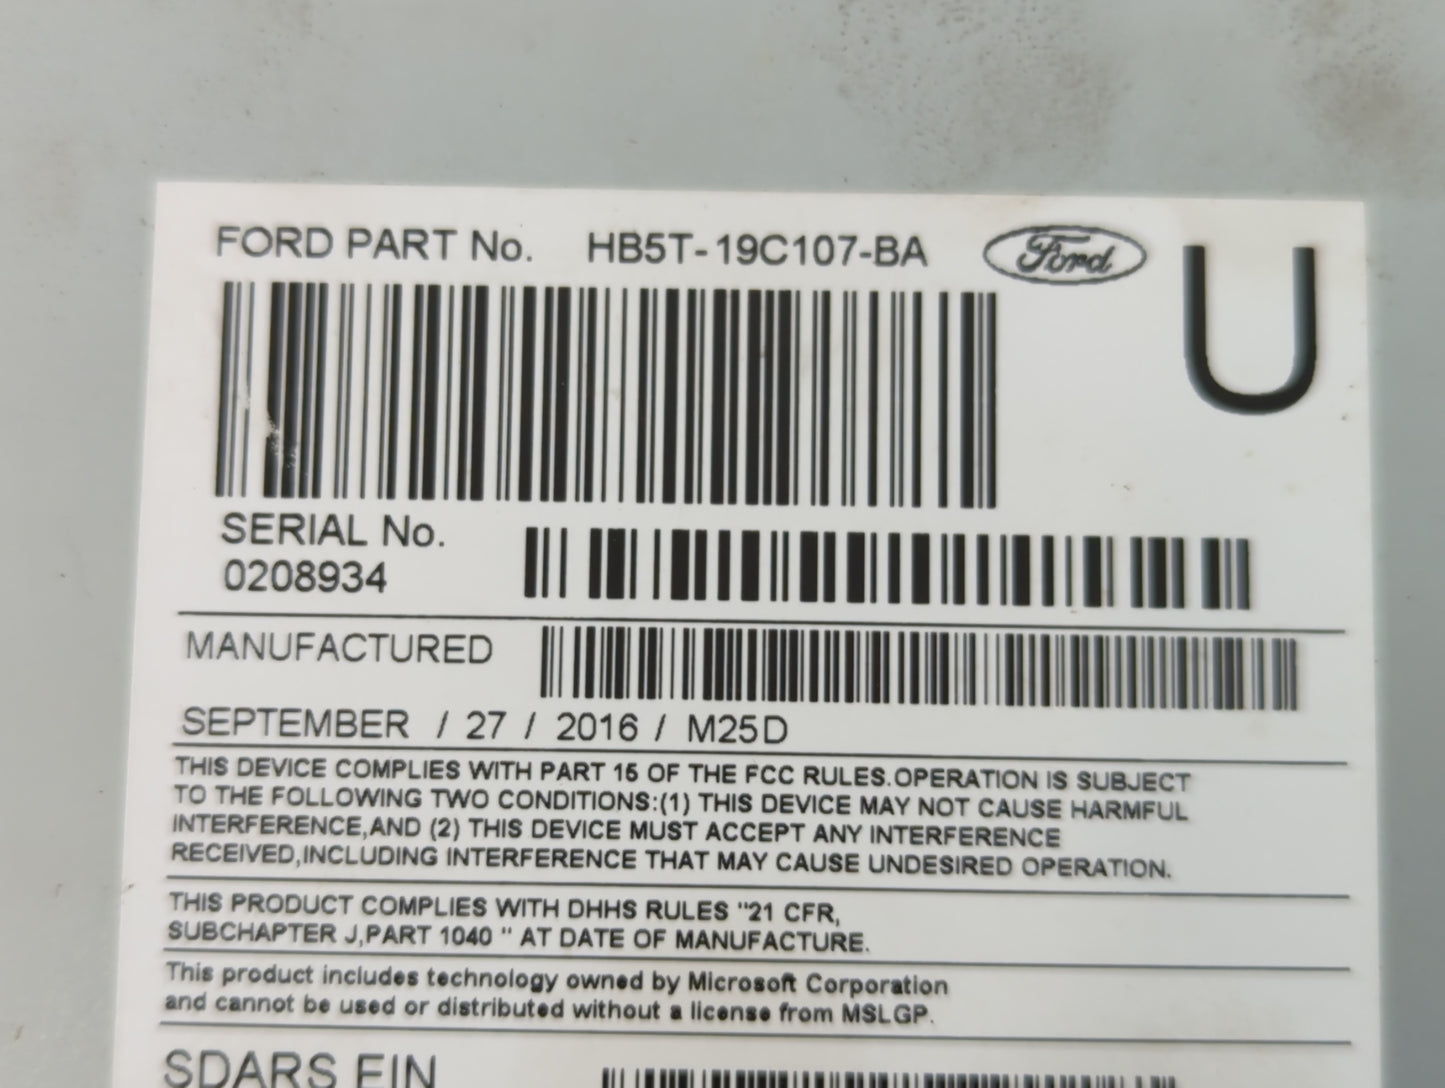 FORD PART No. HB5T-19C107-BA Ford U
SERIAL No.
0208934
MANUFACTURED
SEPTEMBER / 27 / 2016 / M25D
THIS DEVICE COMPLIES WITH PART 15 OF THE FCC RULES.OPERATION IS SUBJECT
TO THE FOLLOWING TWO CONDITIONS:(1) THIS DEVICE MAY NOT CAUSE HARMFUL
INTERFERENCE,AND (2) THIS DEVICE MUST ACCEPT ANY INTERFERENCE
RECEIVED,INCLUDING INTERFERENCE THAT MAY CAUSE UNDESIRED OPERATION.
THIS PRODUCT COMPLIES WITH DHHS RULES "21 CFR,
SUBCHAPTER J,PART 1040 " AT DATE OF MANUFACTURE.
This product includes technology owned by Microsoft Corporation
and cannot be used or distributed without a license from MSLGP.
SDARS EIN